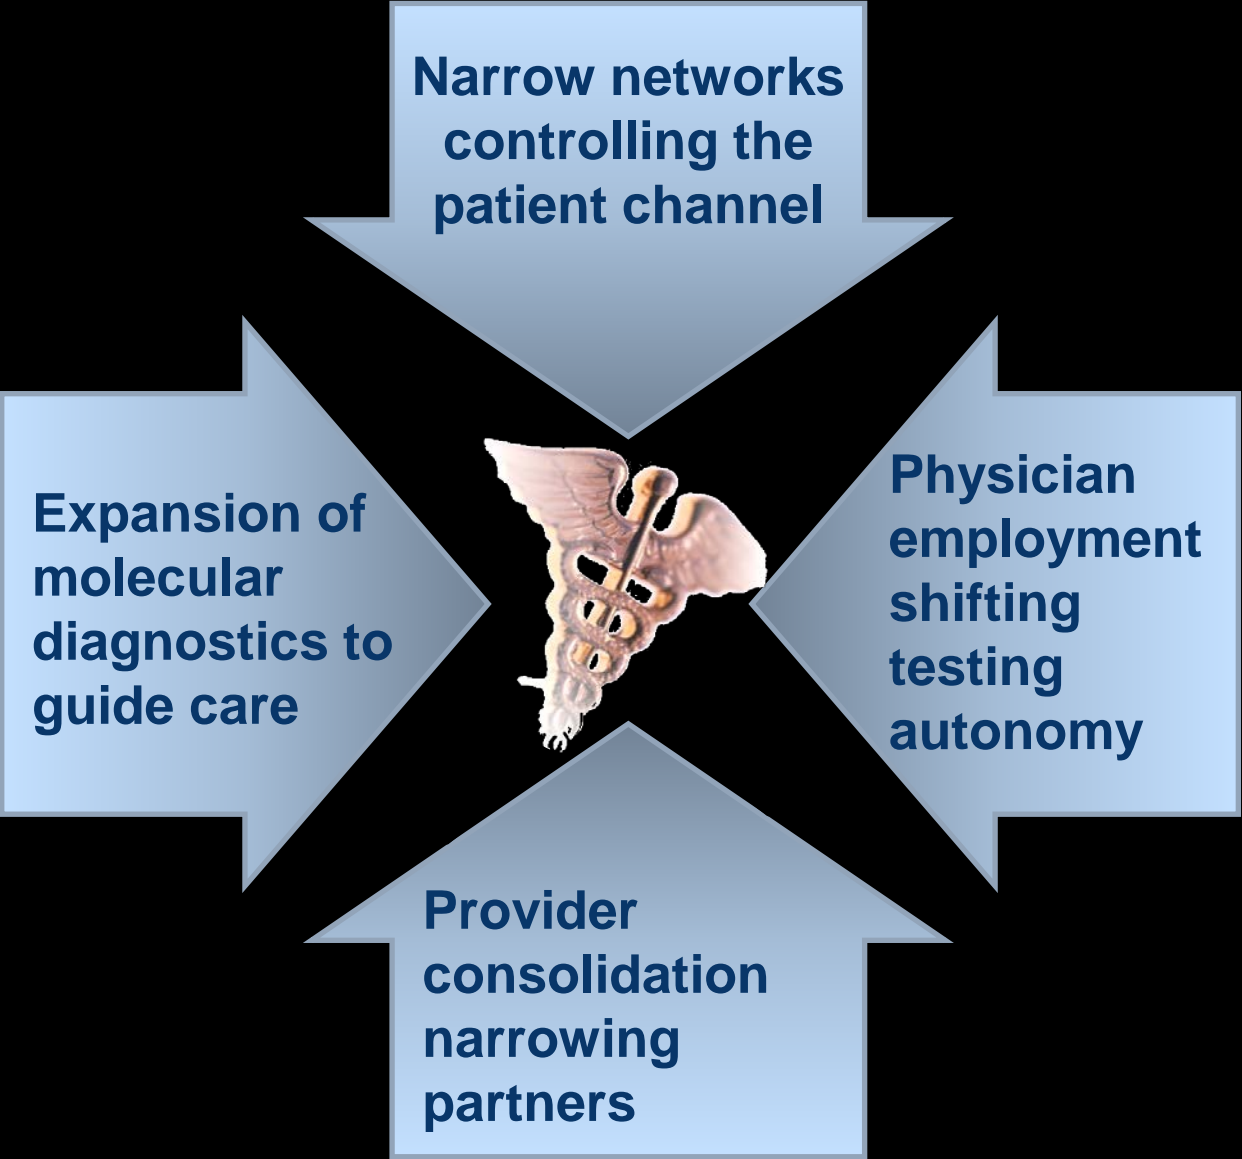 Narrow networks
controlling the
patient channel
Expansion of
molecular
diagnostics to
guide care
Physician
employment
shifting
testing
autonomy
Provider
consolidation
narrowing
partners